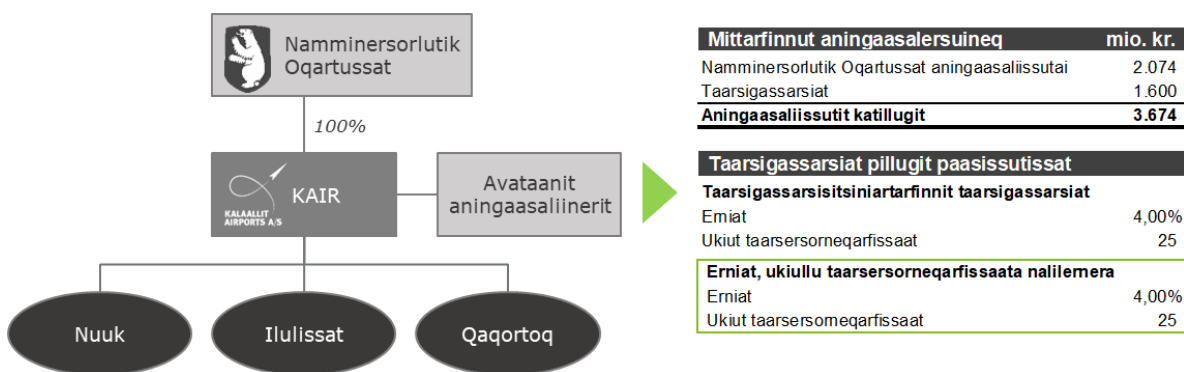 Namminersorlutik
Oqartussat
100%
KALAALLIT
AIRPORTS A/S
KAIR
Avataanit
aningaasaliinerit
Nuuk
Ilulissat
Qaqortoq
Mittarfinnut aningaasalersuineq mio. kr.
Namminersorlutik Oqartussat aningaasaliissutai 2.074
Taarsigassarsiat 1.600
Aningaasaliissutit katillugit 3.674
Taarsigassarsiat pillugit paasissutissat
Taarsigassarsisitsiniartarfinnit taarsigassarsiat
Erniat 4,00%
Ukiut taarsersorneqarfissaat 25
Erniat, ukiullu taarsersorneqarfissaata nalilernera
Erniat 4,00%
Ukiut taarsersorneqarfissaat 25